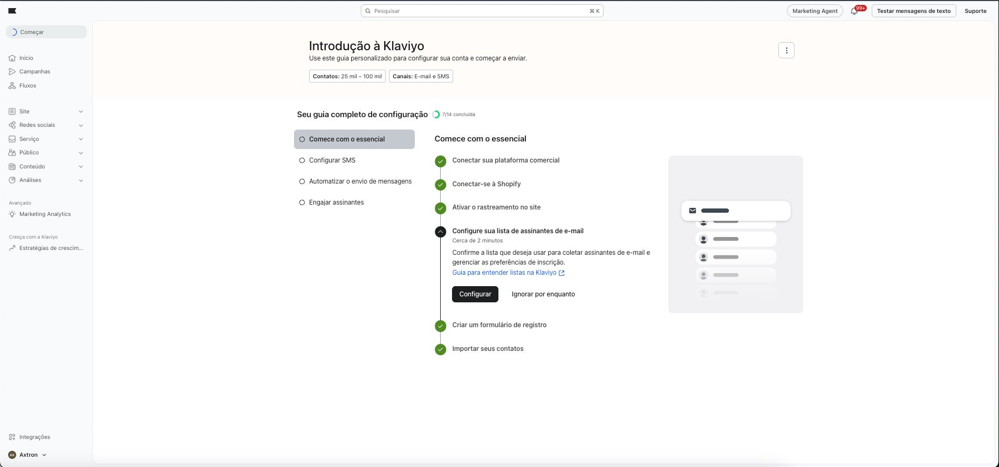 Pesquisar
⌘ K
Marketing Agent
99+
Testar mensagens de texto
Suporte
Começar
Início
Campanhas
Fluxos
Site
Redes sociais
Serviço
Público
Conteúdo
Análises
Avançado
Marketing Analytics
Cresça com a Klaviyo
Estratégias de crescim...
Integrações
AX
Axtron
Introdução à Klaviyo
Use este guia personalizado para configurar sua conta e começar a enviar.
Contatos: 25 mil – 100 mil
Canais: E-mail e SMS
Seu guia completo de configuração
7/14 concluída
Comece com o essencial
Configurar SMS
Automatizar o envio de mensagens
Engajar assinantes
Comece com o essencial
Conectar sua plataforma comercial
Conectar-se à Shopify
Ativar o rastreamento no site
Configure sua lista de assinantes de e-mail
Cerca de 2 minutos
Confirme a lista que deseja usar para coletar assinantes de e-mail e
gerenciar as preferências de inscrição.
Guia para entender listas na Klaviyo
Configurar
Ignorar por enquanto
Criar um formulário de registro
Importar seus contatos